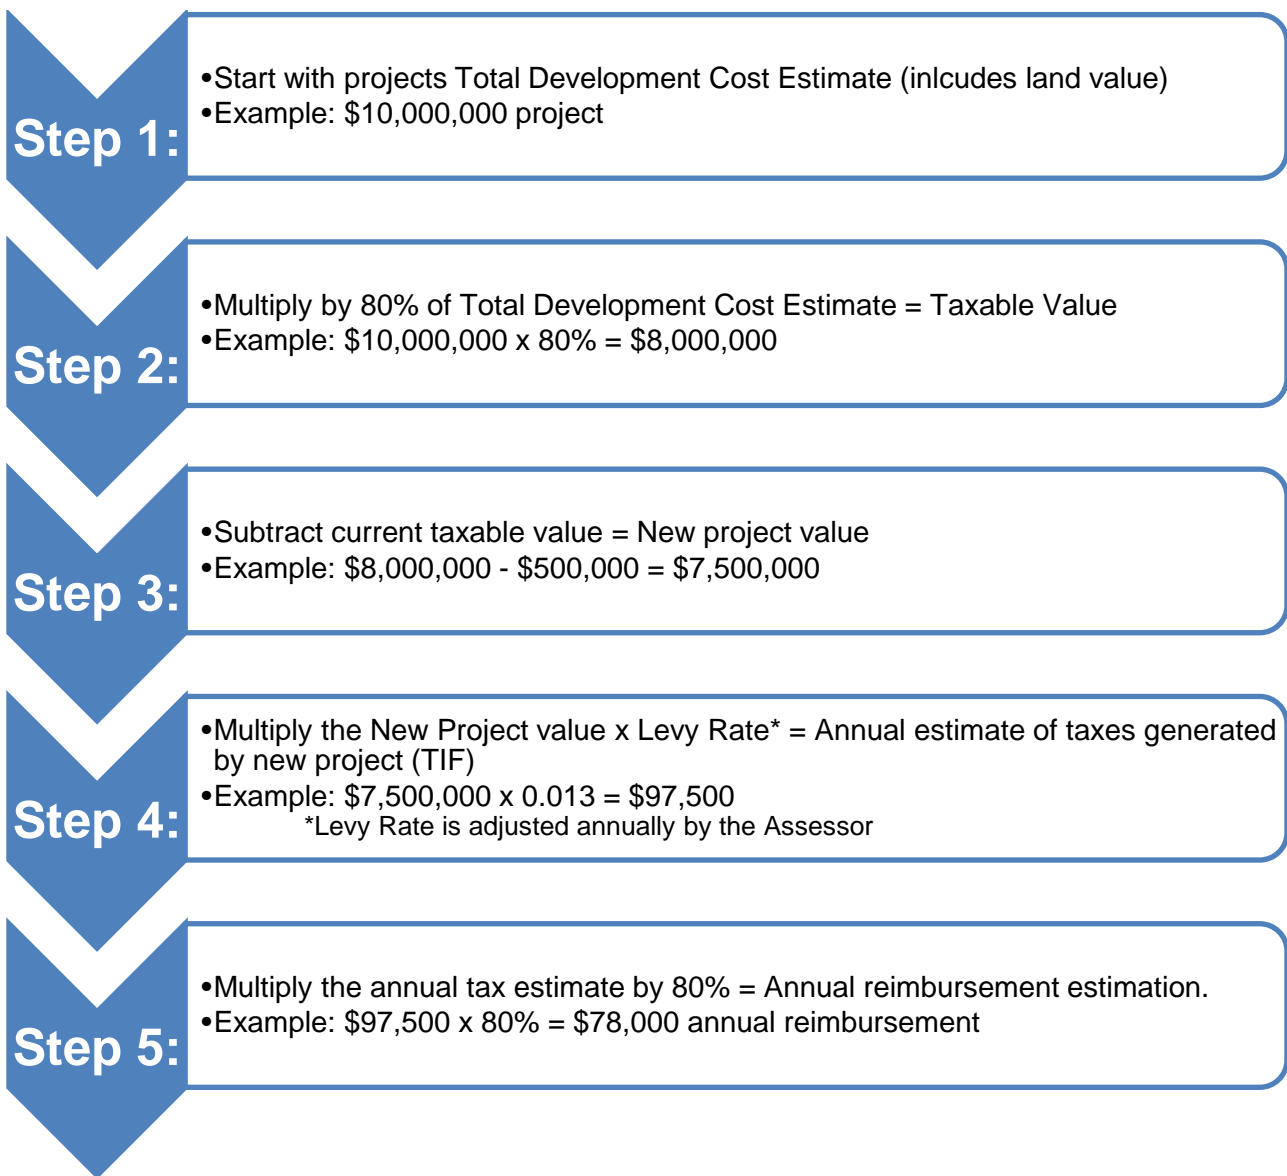 Step 1:
•Start with projects Total Development Cost Estimate (inlcudes land value)
•Example: $10,000,000 project
Step 2:
•Multiply by 80% of Total Development Cost Estimate = Taxable Value
•Example: $10,000,000 x 80% = $8,000,000
Step 3:
•Subtract current taxable value = New project value
•Example: $8,000,000 - $500,000 = $7,500,000
Step 4:
•Multiply the New Project value x Levy Rate* = Annual estimate of taxes generated
by new project (TIF)
•Example: $7,500,000 x 0.013 = $97,500
*Levy Rate is adjusted annually by the Assessor
Step 5:
•Multiply the annual tax estimate by 80% = Annual reimbursement estimation.
•Example: $97,500 x 80% = $78,000 annual reimbursement